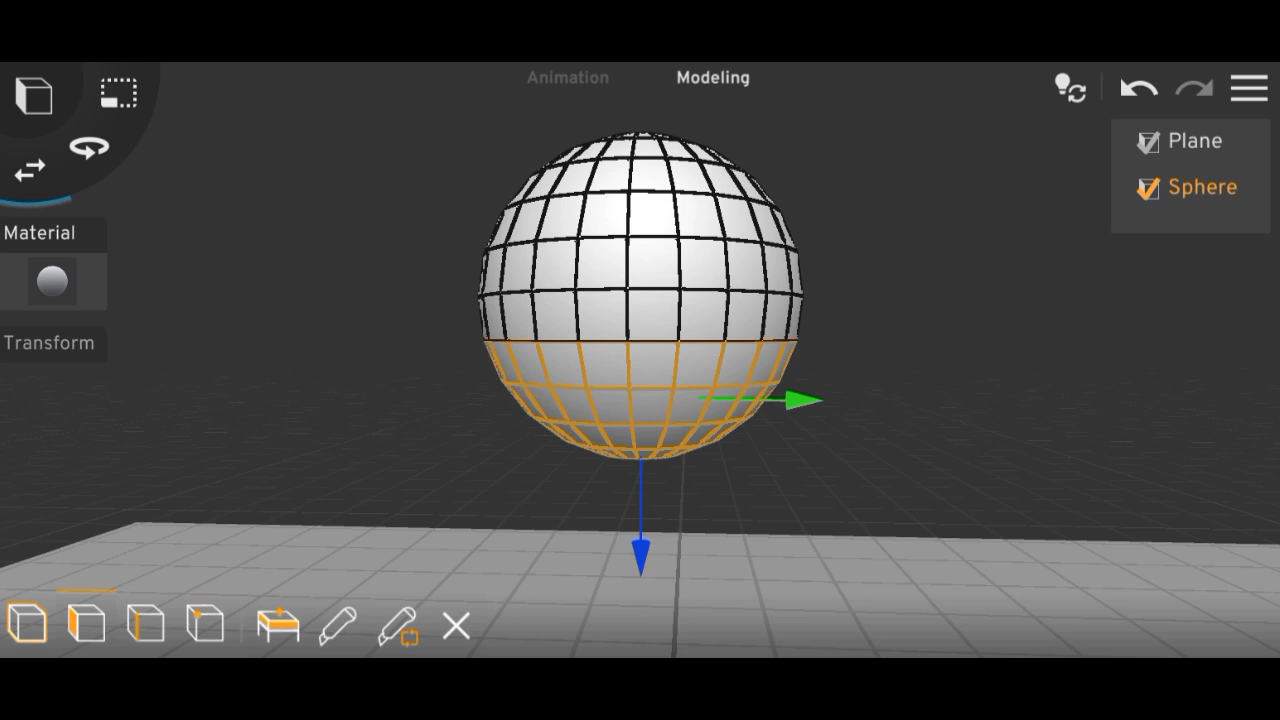 Animation Modeling
Plane
Sphere
Material
Transform